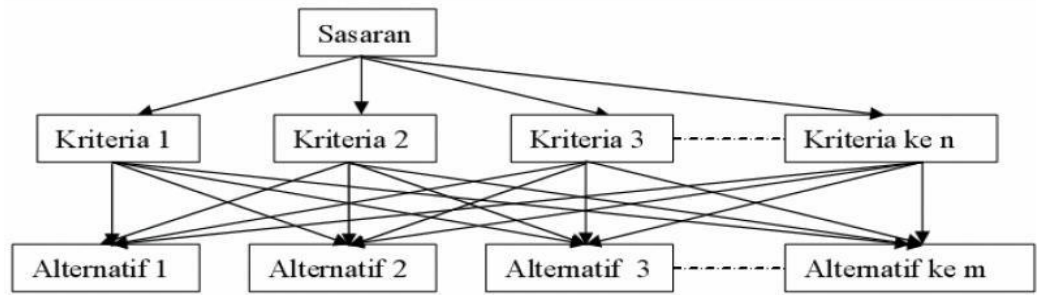 Sasaran
Kriteria 1
Kriteria 2
Kriteria 3
Kriteria ke n
Alternatif 1
Alternatif 2
Alternatif 3
Alternatif ke m